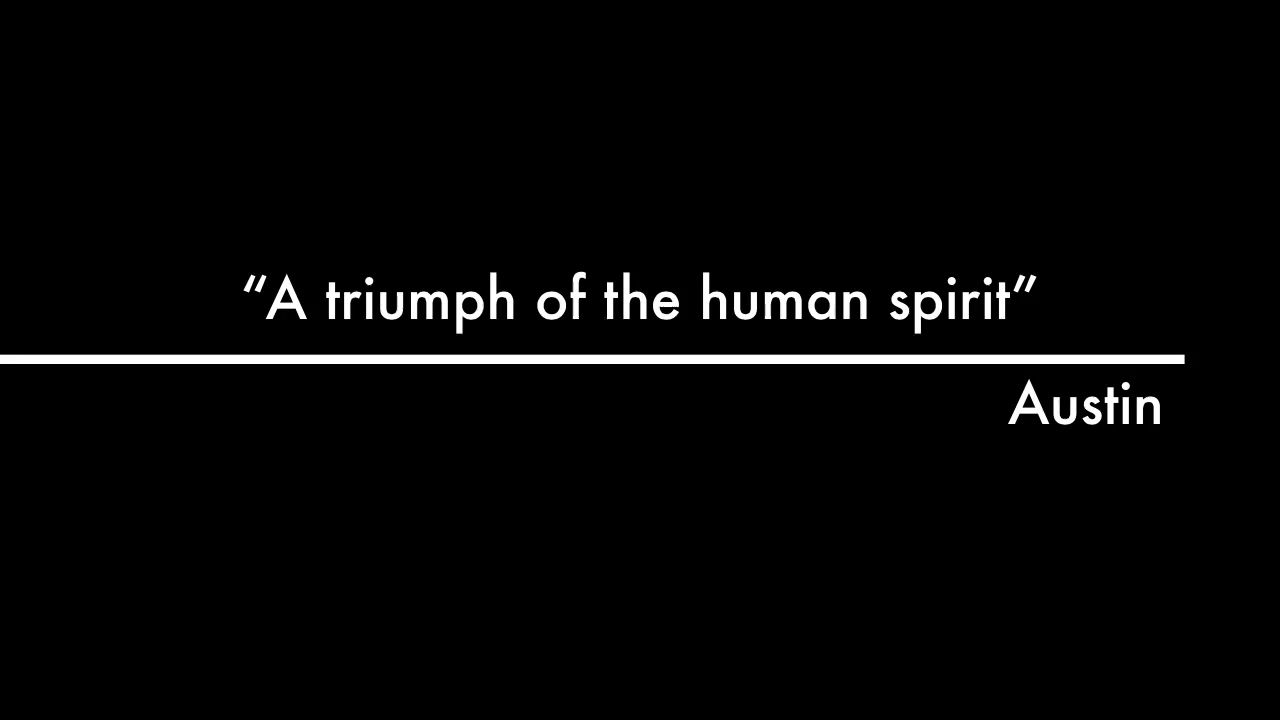 “A triumph of the human spirit”
Austin